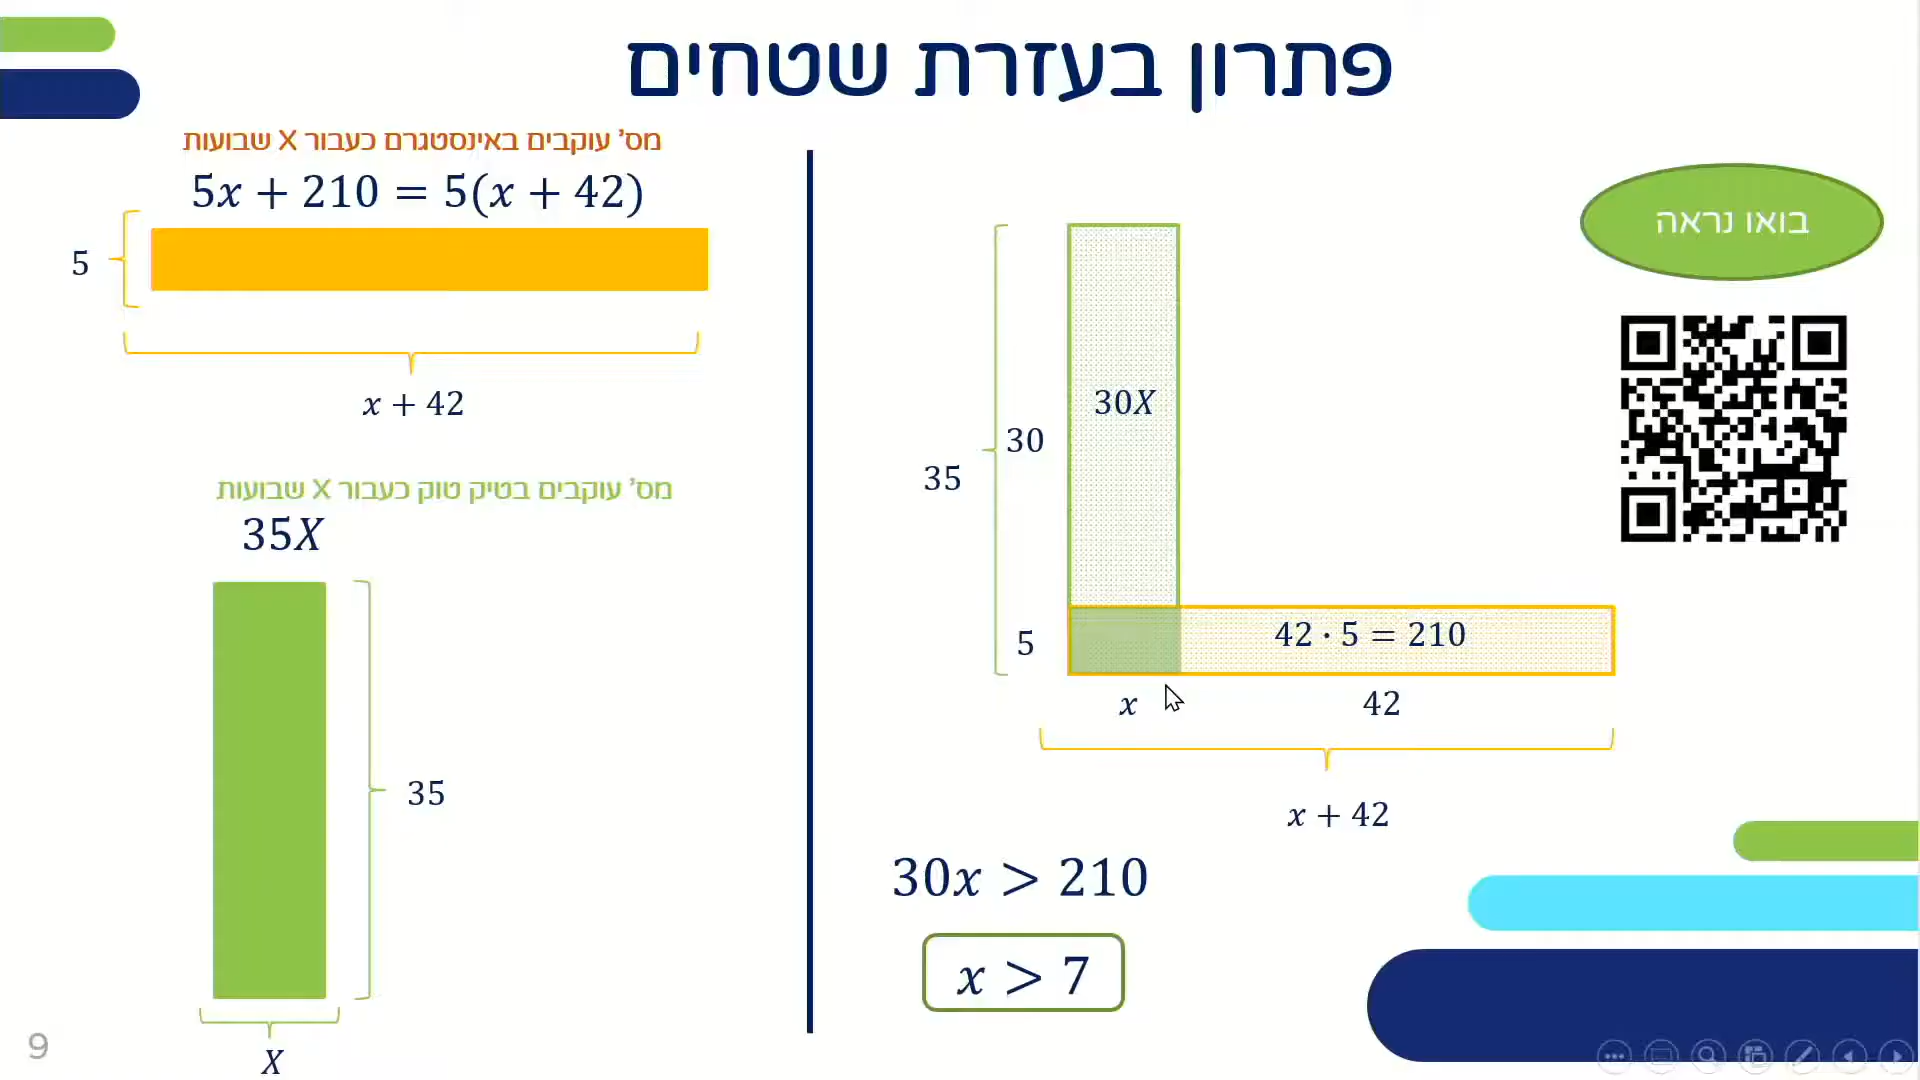 פתרון בעזרת שטחים
מס' עוקבים באינסטגרם כעבור X שבועות
5x + 210 = 5(x + 42)
5
x + 42
מס' עוקבים בטיק טוק כעבור X שבועות
35X
35
X
בואו נראה
30X
30
35
5
42 · 5 = 210
x
42
x + 42
30x > 210
x > 7
9